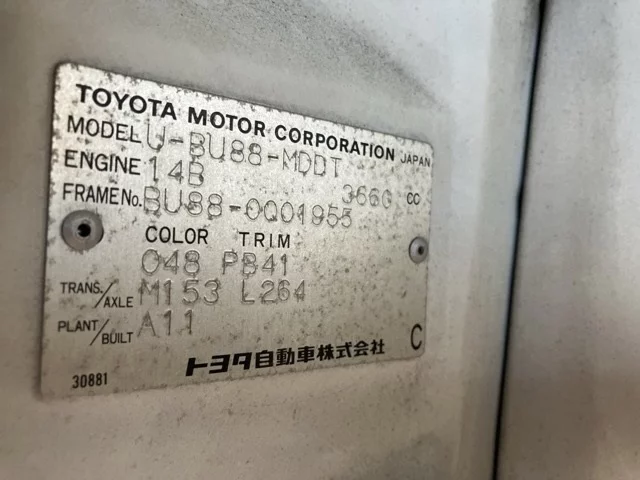 TOYOTA MOTOR CORPORATION JAPAN
MODEL U-BU88-MDDT
ENGINE 14B 3660 CC
FRAME No. BU88-0001955
COLOR TRIM
048 PB41
TRANS./AXLE M153 L264
PLANT/BUILT A11
トヨタ自動車株式会社 C
30881